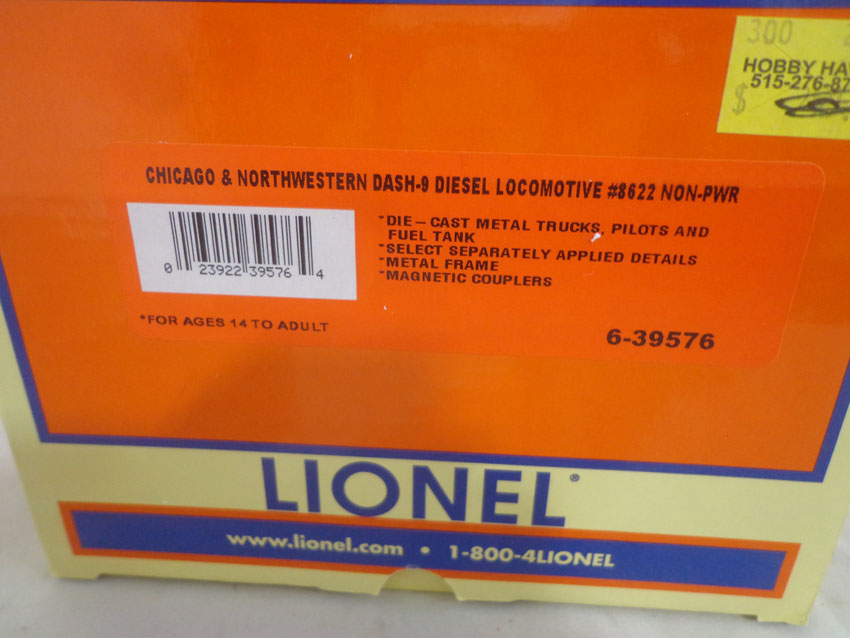 300
HOBBY HA
515-276-87
$
CHICAGO & NORTHWESTERN DASH-9 DIESEL LOCOMOTIVE #8622 NON-PWR
*DIE-CAST METAL TRUCKS, PILOTS AND
FUEL TANK
*SELECT SEPARATELY APPLIED DETAILS
*METAL FRAME
*MAGNETIC COUPLERS
0 23922 39576 4
*FOR AGES 14 TO ADULT
6-39576
LIONEL®
www.lionel.com • 1-800-4LIONEL